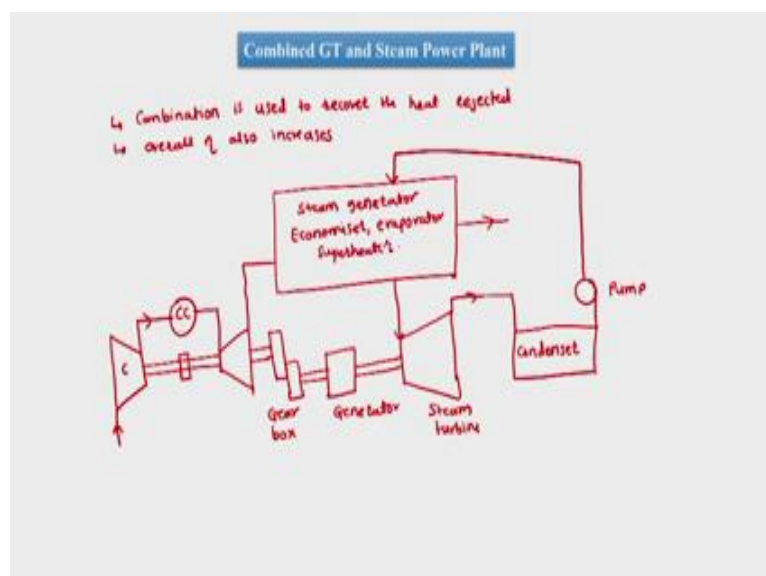 Combined GT and Steam Power Plant
↳ Combination is used to recover the heat rejected
↳ overall η also increases
Steam generator
Economiser, evaporator
Superheater.
CC
C
Pump
Condenser
Gear
box
Generator
Steam
turbine